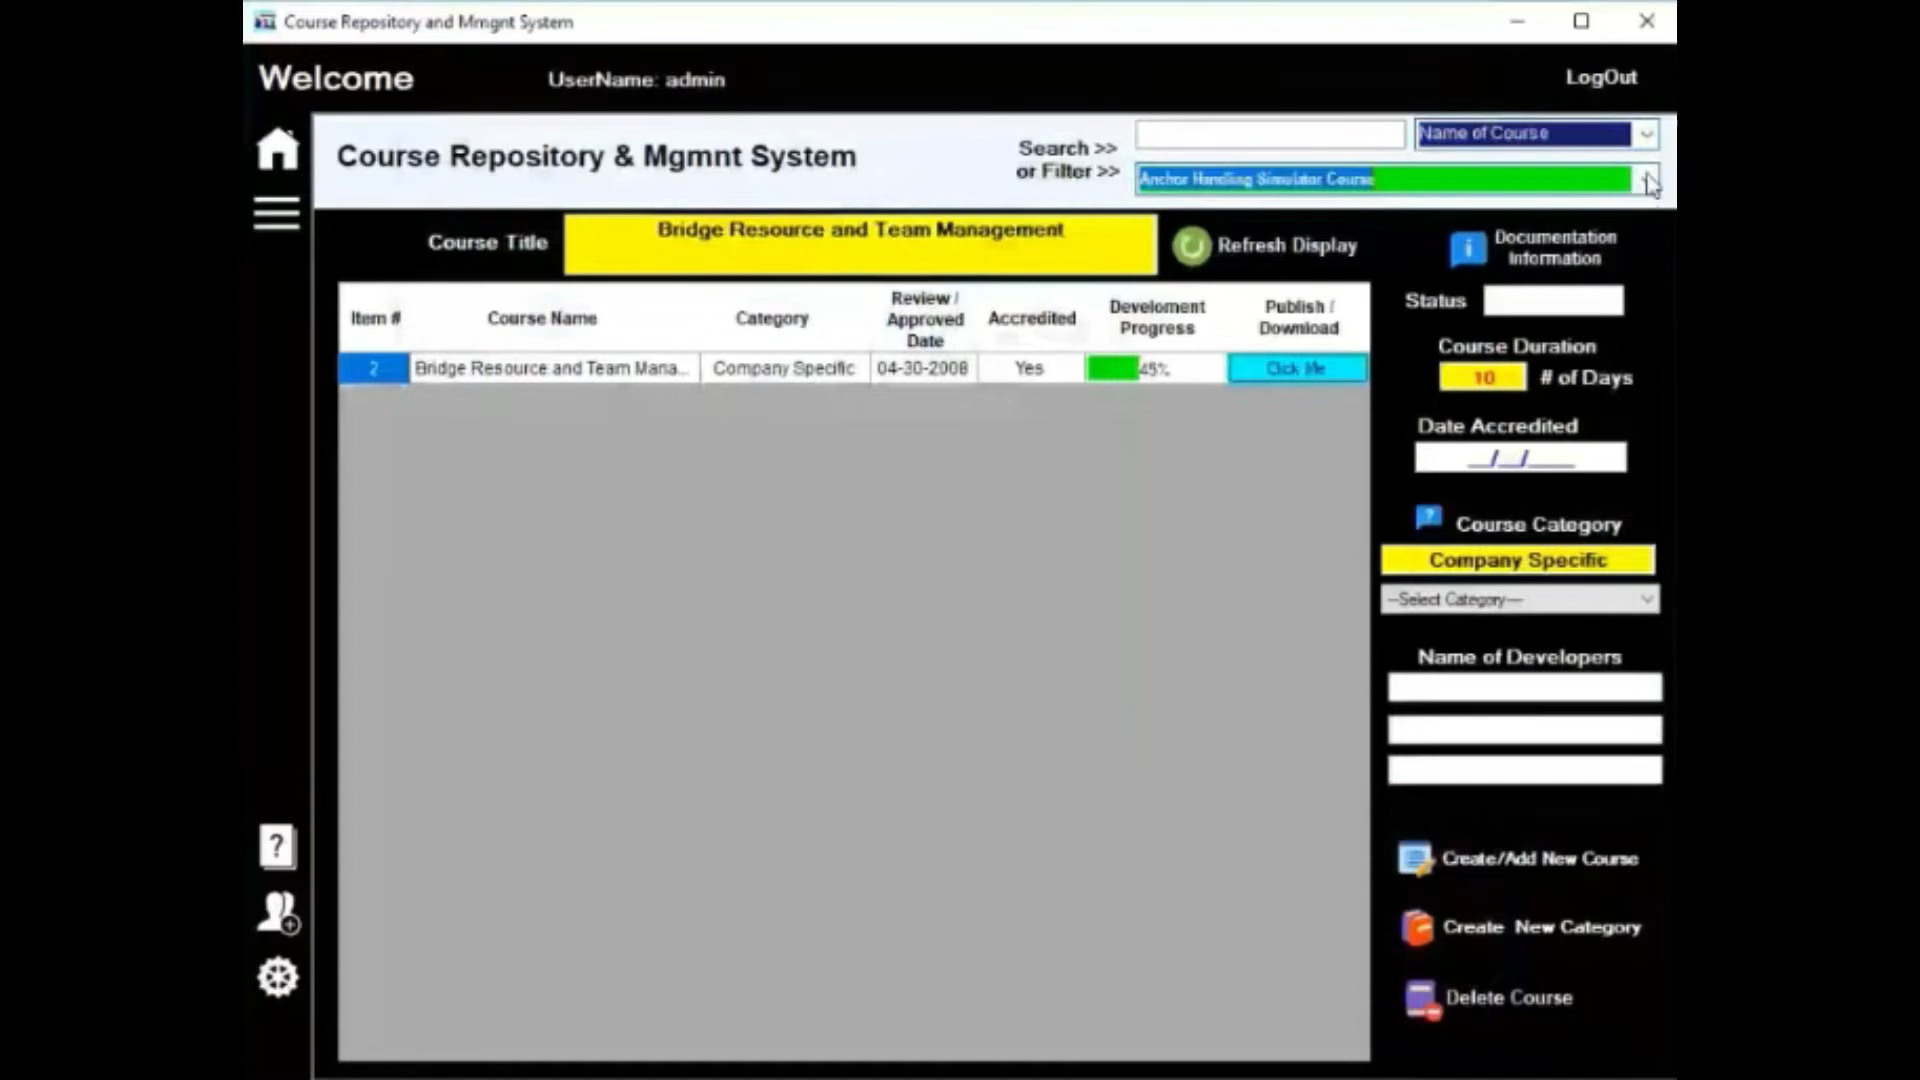 Course Repository and Mmgnt System
Welcome
UserName: admin
LogOut
Course Repository & Mgmnt System
Search >>
or Filter >>
Name of Course
Anchor Handling Simulator Course
Course Title
Bridge Resource and Team Management
Refresh Display
Documentation
Information
Status
Item #
Course Name
Category
Review /
Approved
Date
Accredited
Develoment
Progress
Publish /
Download
2
Bridge Resource and Team Mana...
Company Specific
04-30-2008
Yes
45%
Click Me
Course Duration
10
# of Days
Date Accredited
__/__/____
Course Category
Company Specific
--Select Category---
Name of Developers
Create/Add New Course
Create New Category
Delete Course